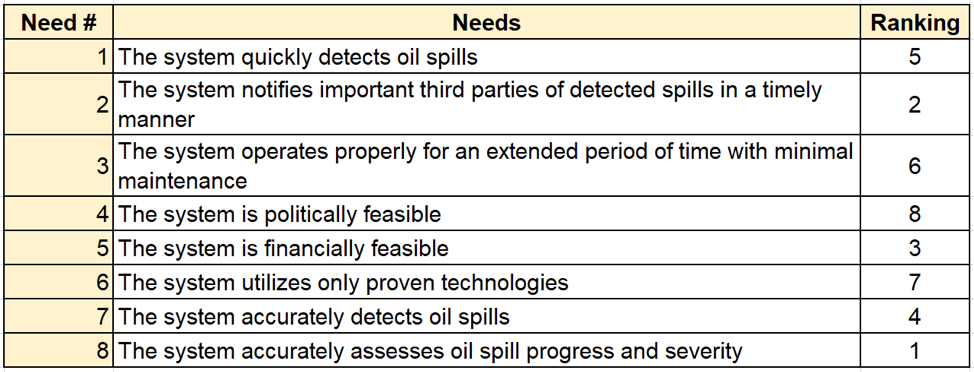 Need # Needs Ranking
1 The system quickly detects oil spills 5
2 The system notifies important third parties of detected spills in a timely
manner 2
3 The system operates properly for an extended period of time with minimal
maintenance 6
4 The system is politically feasible 8
5 The system is financially feasible 3
6 The system utilizes only proven technologies 7
7 The system accurately detects oil spills 4
8 The system accurately assesses oil spill progress and severity 1